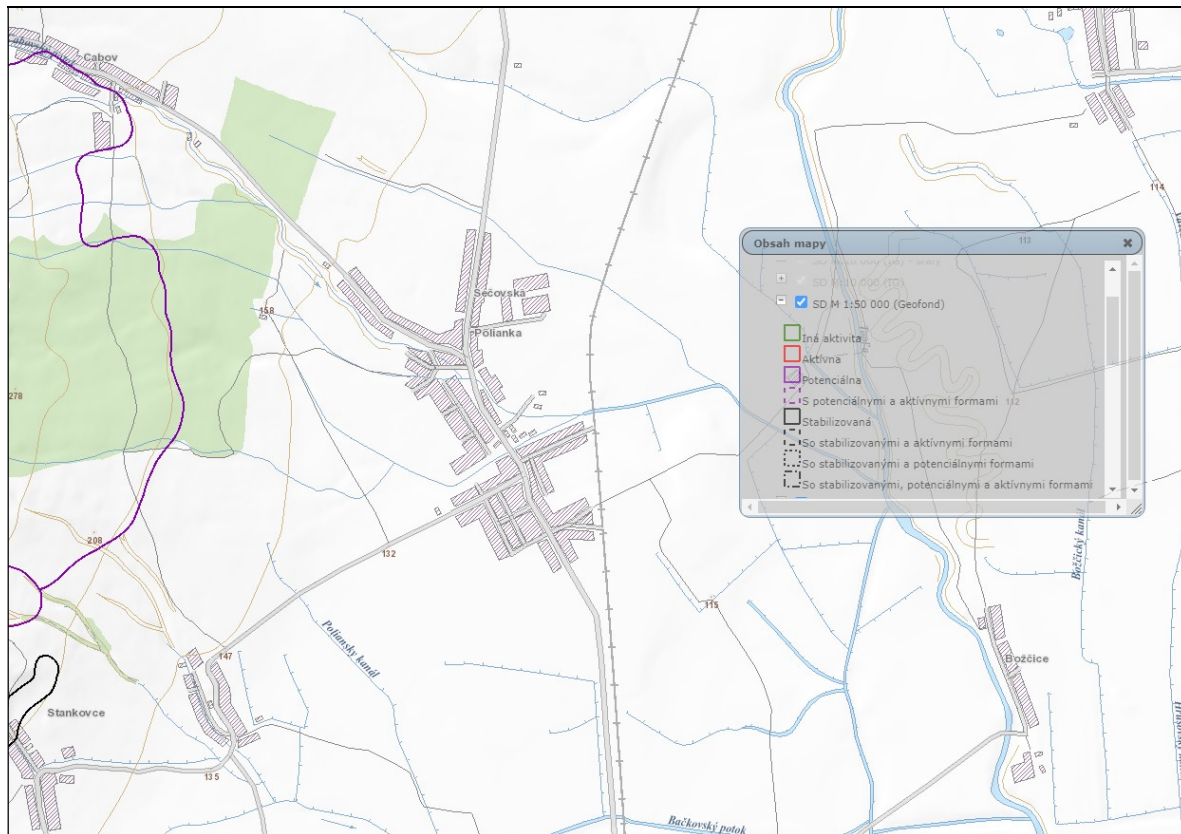 Cabov
114
Obsah mapy
113
SD M 1:50 000 (Geofond)
Iná aktivita
Aktívna
Potenciálna
S potenciálnymi a aktívnymi formami
Stabilizovaná
So stabilizovanými a aktívnymi formami
So stabilizovanými a potenciálnymi formami
So stabilizovanými, potenciálnymi a aktívnymi formami
112
Sečovská
Polianka
158
278
208
132
115
Božčický kanál
Poliansky kanál
147
Božčice
Stankovce
135
Bačkovský potok